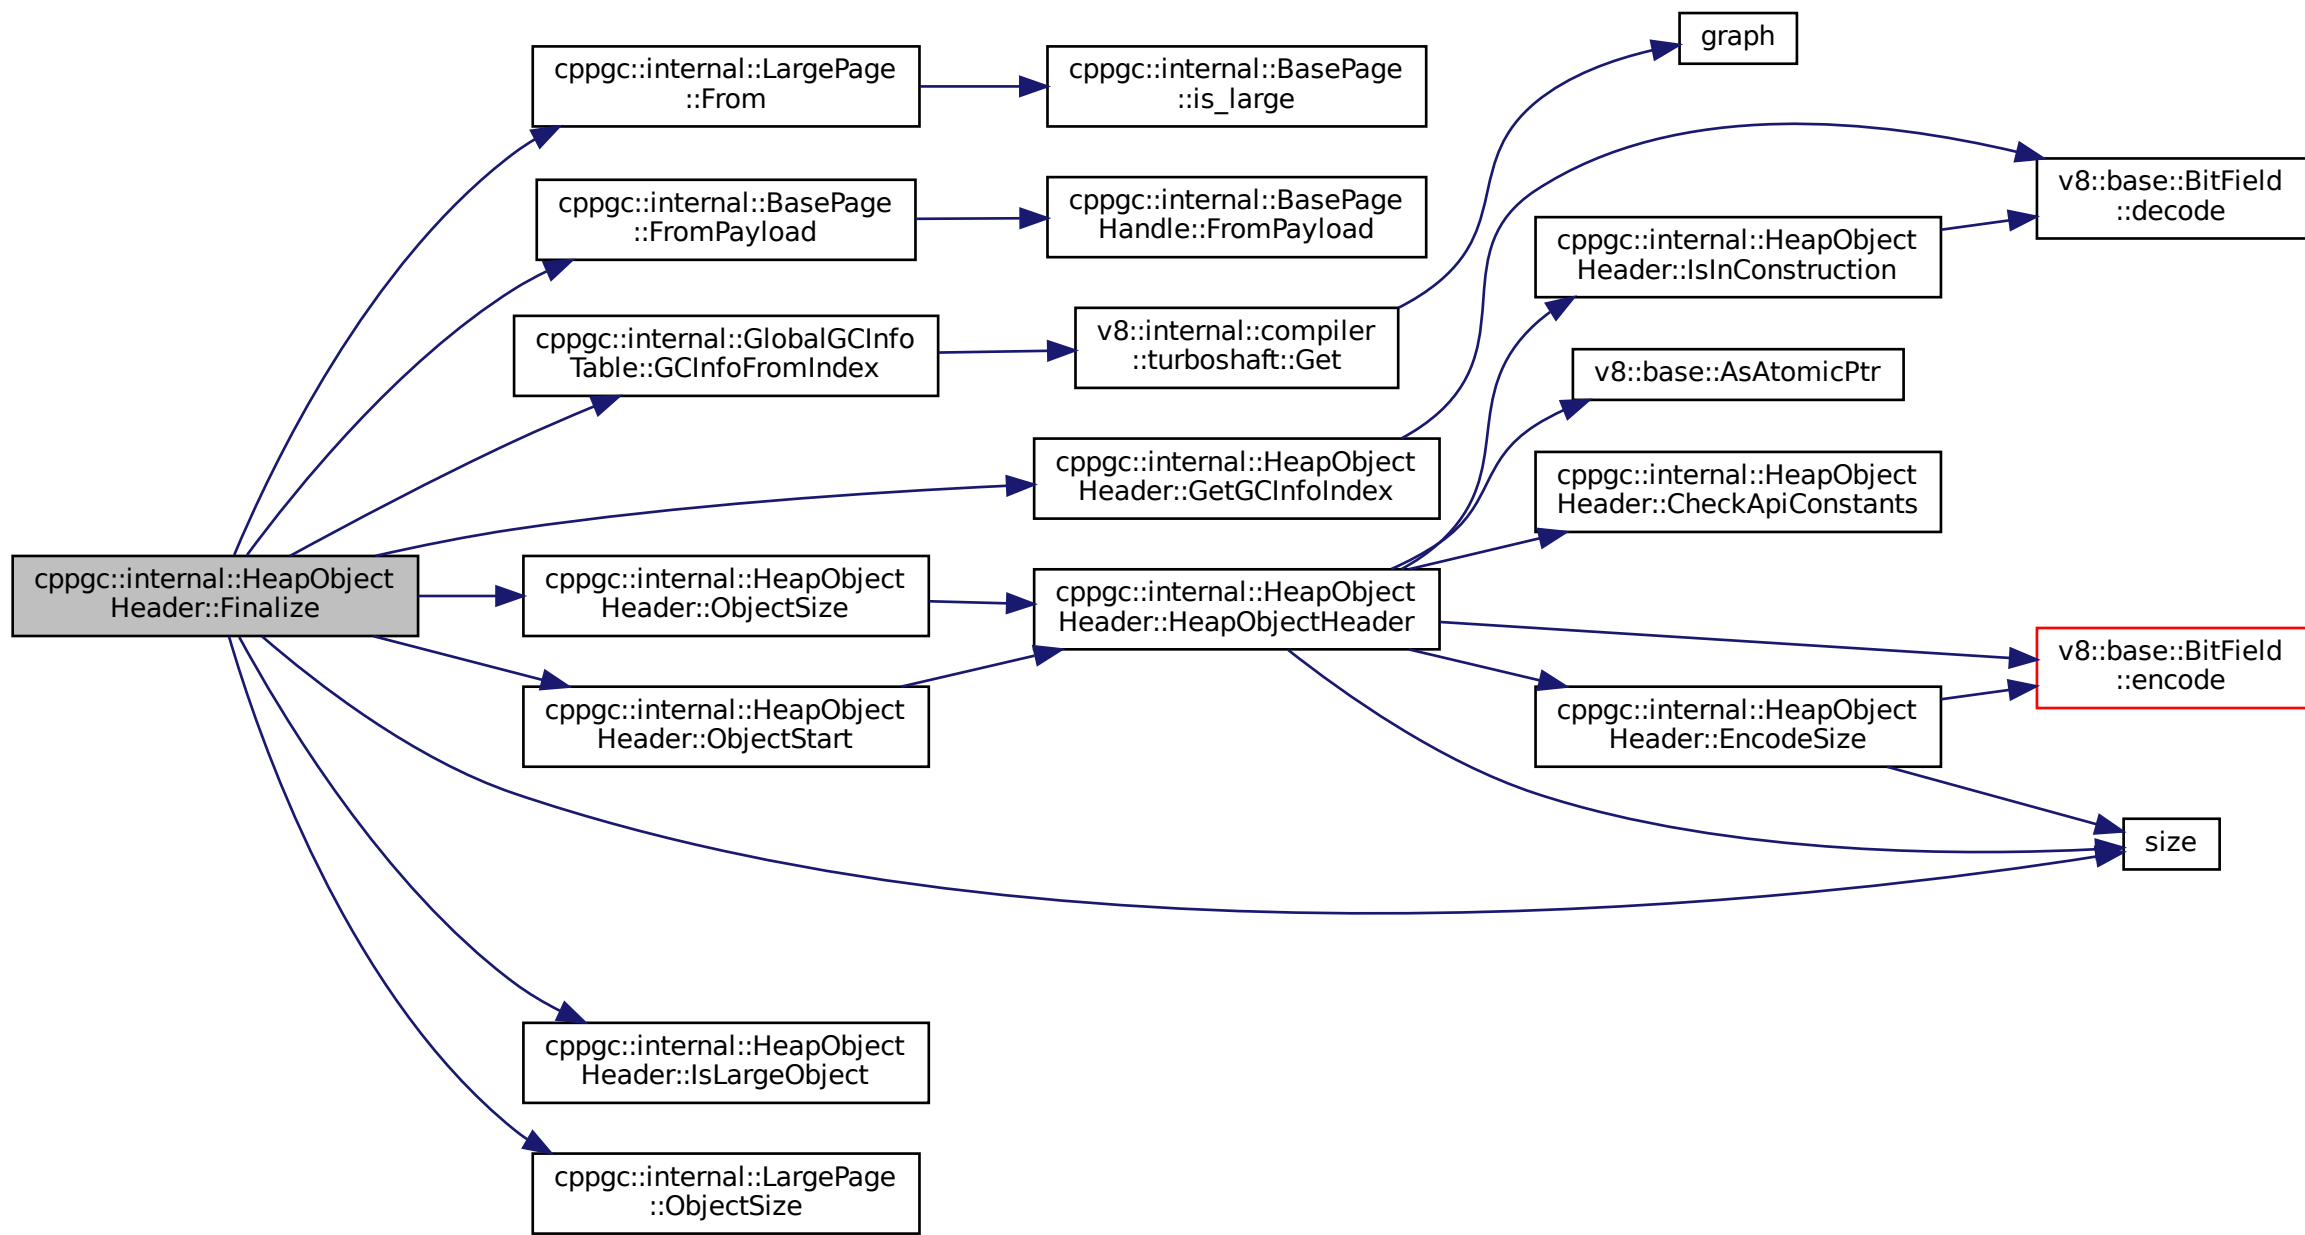 graph
cppgc::internal::LargePage
::From
cppgc::internal::BasePage
::is_large
v8::base::BitField
::decode
cppgc::internal::BasePage
::FromPayload
cppgc::internal::BasePage
Handle::FromPayload
cppgc::internal::HeapObject
Header::IsInConstruction
cppgc::internal::GlobalGCInfo
Table::GCInfoFromIndex
v8::internal::compiler
::turboshaft::Get
v8::base::AsAtomicPtr
cppgc::internal::HeapObject
Header::GetGCInfoIndex
cppgc::internal::HeapObject
Header::CheckApiConstants
cppgc::internal::HeapObject
Header::Finalize
cppgc::internal::HeapObject
Header::ObjectSize
cppgc::internal::HeapObject
Header::HeapObjectHeader
v8::base::BitField
::encode
cppgc::internal::HeapObject
Header::ObjectStart
cppgc::internal::HeapObject
Header::EncodeSize
size
cppgc::internal::HeapObject
Header::IsLargeObject
cppgc::internal::LargePage
::ObjectSize